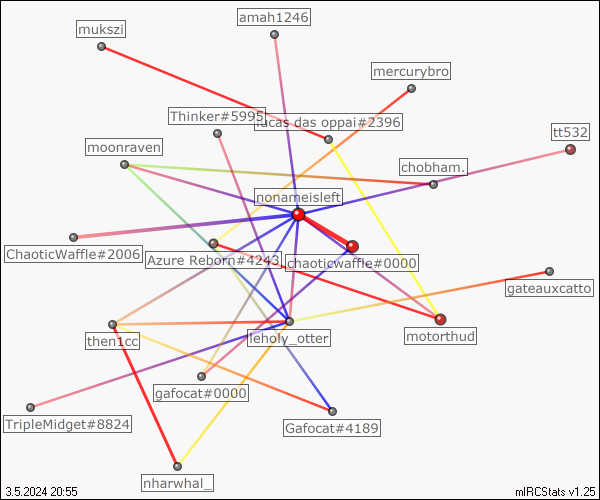 amah1246
mukszi
mercurybro
Thinker#5995
lucas das oppai#2396
tt532
moonraven
chobham.
nonameisleft
ChaoticWaffle#2006
Azure Reborn#4243
chaoticwaffle#0000
gateauxcatto
then1cc
leholy_otter
motorthud
gafocat#0000
TripleMidget#8824
Gafocat#4189
nharwhal_
3.5.2024 20:55
mIRCStats v1.25